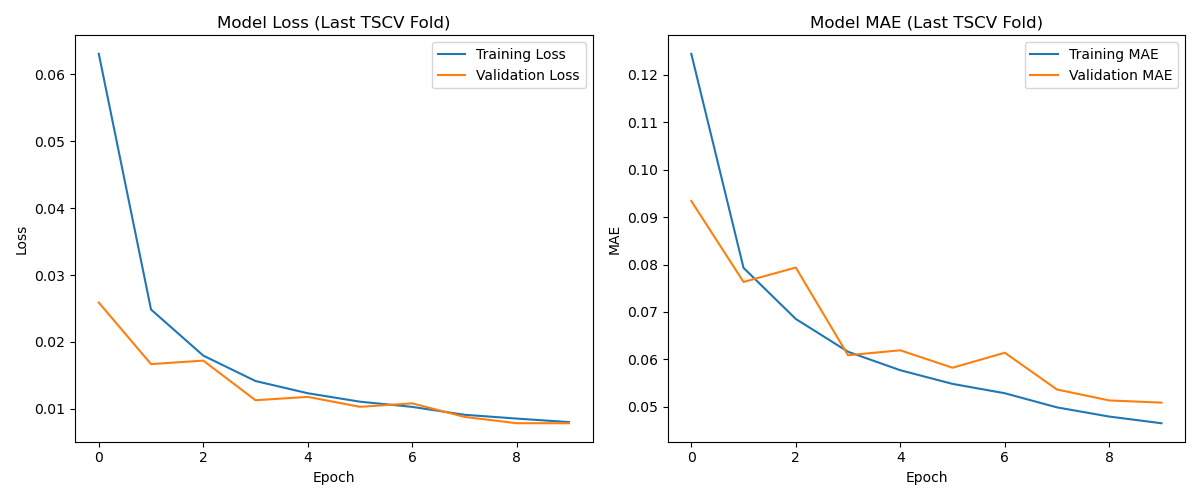 Model Loss (Last TSCV Fold)
Training Loss
Validation Loss
0.06
0.05
0.04
0.03
0.02
0.01
Loss
0 2 4 6 8
Epoch
Model MAE (Last TSCV Fold)
Training MAE
Validation MAE
0.12
0.11
0.10
0.09
0.08
0.07
0.06
0.05
MAE
0 2 4 6 8
Epoch